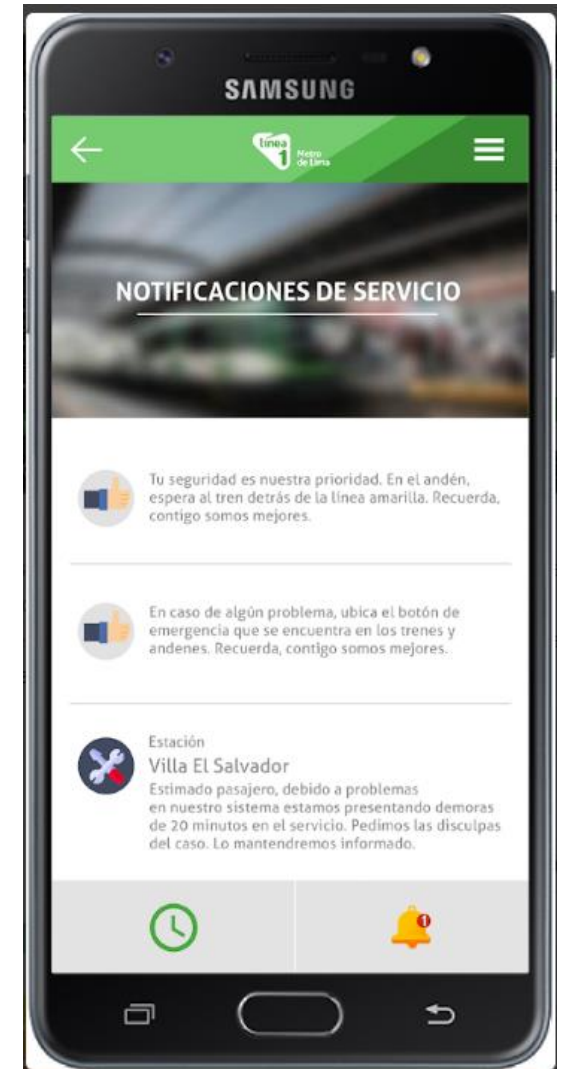 SAMSUNG
línea
1
Metro
de Lima
NOTIFICACIONES DE SERVICIO
Tu seguridad es nuestra prioridad. En el andén,
espera al tren detrás de la línea amarilla. Recuerda,
contigo somos mejores.
En caso de algún problema, ubica el botón de
emergencia que se encuentra en los trenes y
andenes. Recuerda, contigo somos mejores.
Estación
Villa El Salvador
Estimado pasajero, debido a problemas
en nuestro sistema estamos presentando demoras
de 20 minutos en el servicio. Pedimos las disculpas
del caso. Lo mantendremos informado.
1